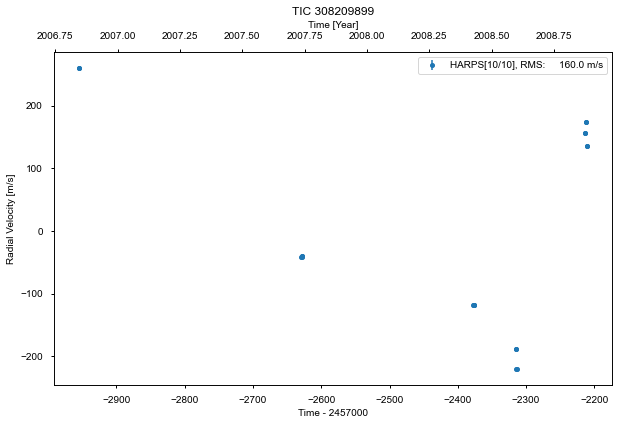 TIC 308209899
Time [Year]
2006.75 2007.00 2007.25 2007.50 2007.75 2008.00 2008.25 2008.50 2008.75
HARPS[10/10], RMS: 160.0 m/s
Radial Velocity [m/s]
200
100
0
−100
−200
−2900 −2800 −2700 −2600 −2500 −2400 −2300 −2200
Time - 2457000